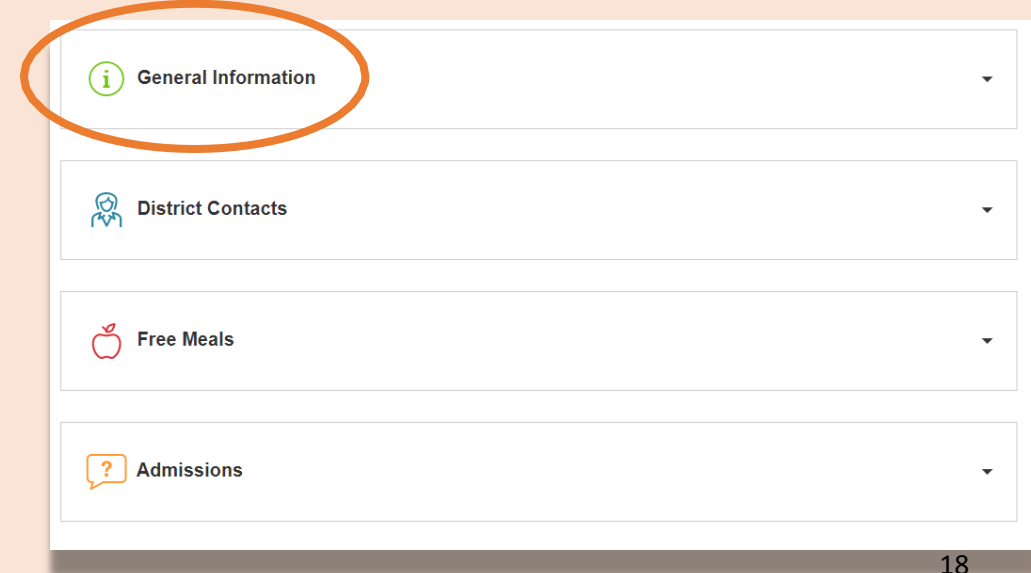 General Information
District Contacts
Free Meals
? Admissions
18